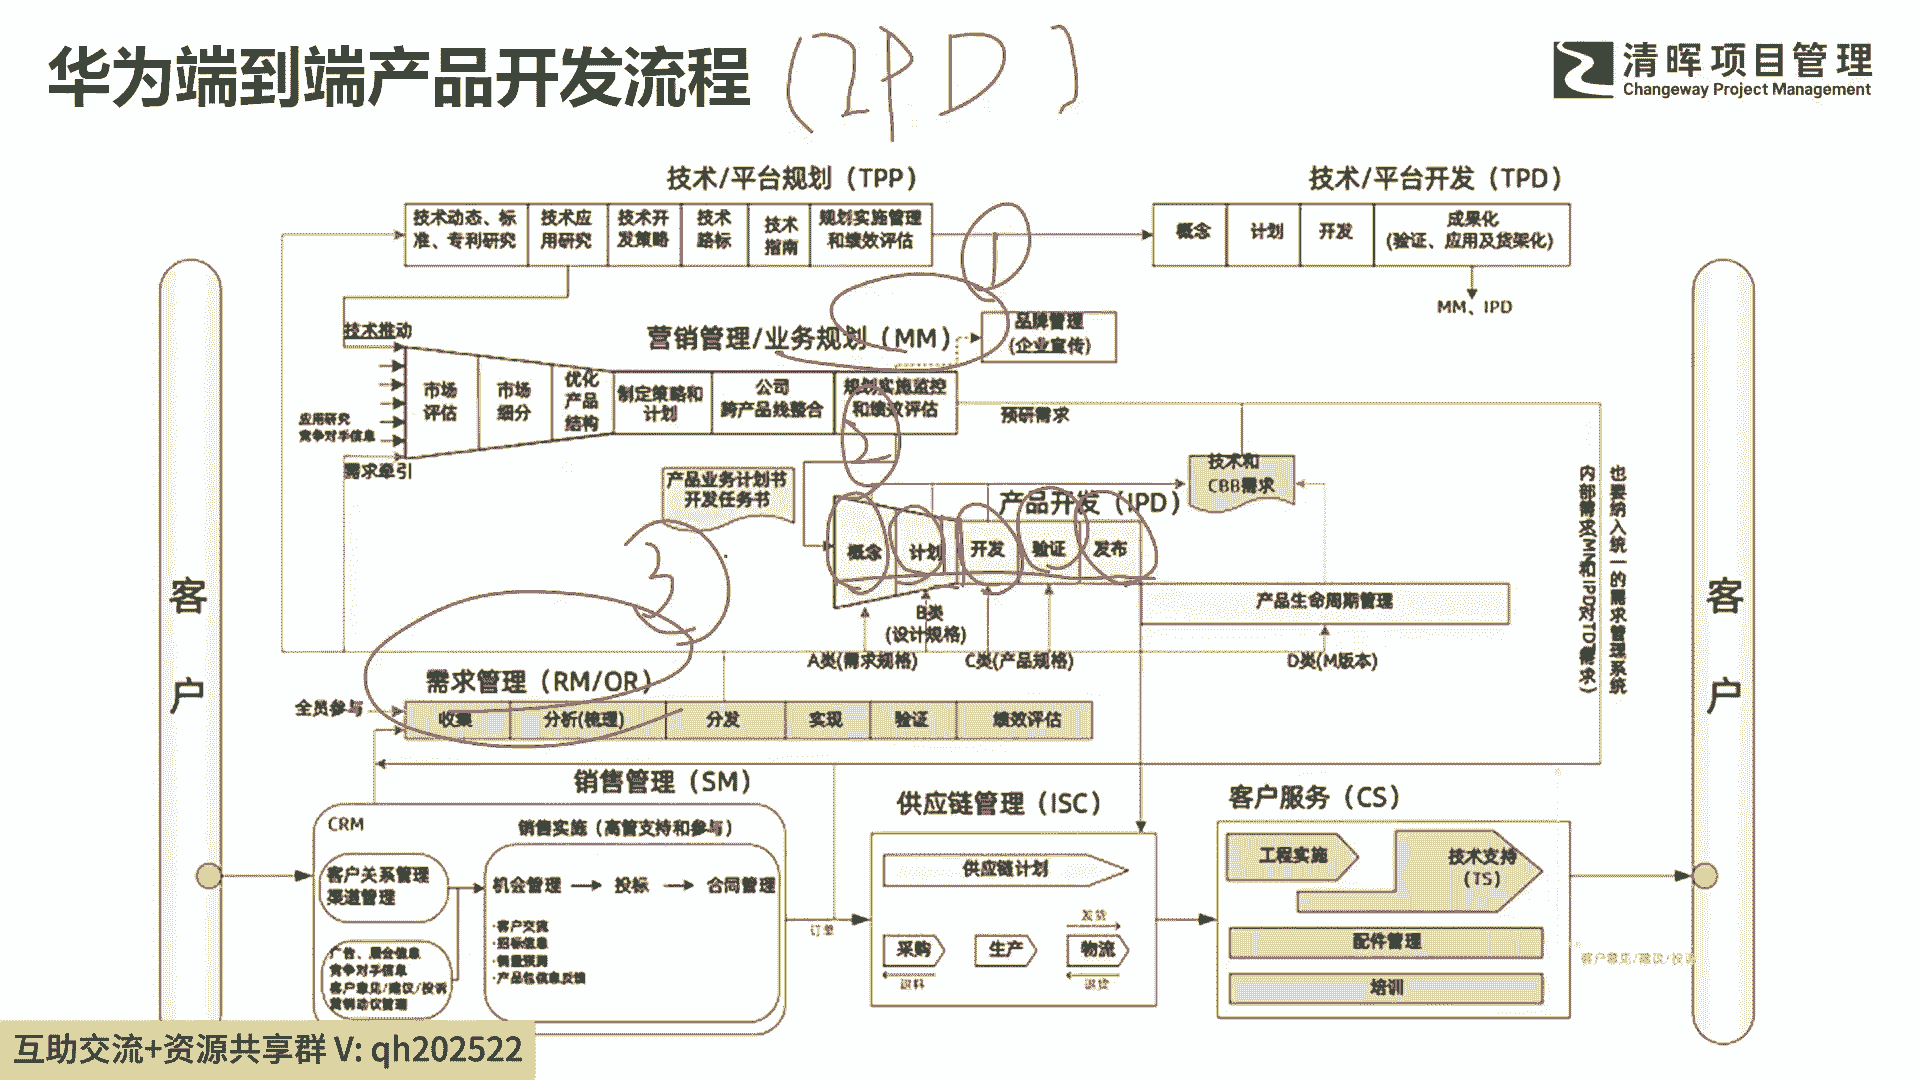 华为端到端产品开发流程
(IPD)
清晖项目管理
Changeway Project Management
技术/平台规划（TPP）
技术动态、标
准、专利研究
技术应
用研究
技术开
发策略
技术
路标
技术
指南
规划实施管理
和绩效评估
技术/平台开发（TPD）
概念
计划
开发
成果化
(验证、应用及货架化)
MM、IPD
1
技术推动
营销管理/业务规划（MM）
品牌管理
(企业宣传)
市场
评估
市场
细分
优化
产品
结构
制定策略和
计划
公司
跨产品线整合
规划实施监控
和绩效评估
应用研究
竞争对手信息
需求牵引
预研需求
2
产品业务计划书
开发任务书
产品开发（IPD）
技术和
CBB需求
概念
计划
开发
验证
发布
产品生命周期管理
B类
(设计规格)
A类(需求规格)
C类(产品规格)
D类(M版本)
也要纳入统一的需求管理系统
内部需求(MM和IPD对TD需求)
3
需求管理（RM/OR）
全员参与
收集
分析(梳理)
分发
实现
验证
绩效评估
客户
客户
销售管理（SM）
CRM
销售实施（高管支持和参与）
客户关系管理
渠道管理
机会管理
投标
合同管理
·客户交流
·招标信息
·销量预测
·产品包信息反馈
广告、展会信息
竞争对手信息
客户意见/建议/投诉
营销动议管理
订单
供应链管理（ISC）
供应链计划
采购
生产
发货
物流
退料
退货
客户服务（CS）
工程实施
技术支持
(TS)
配件管理
培训
客户意见/建议/投诉
互助交流+资源共享群 V: qh202522